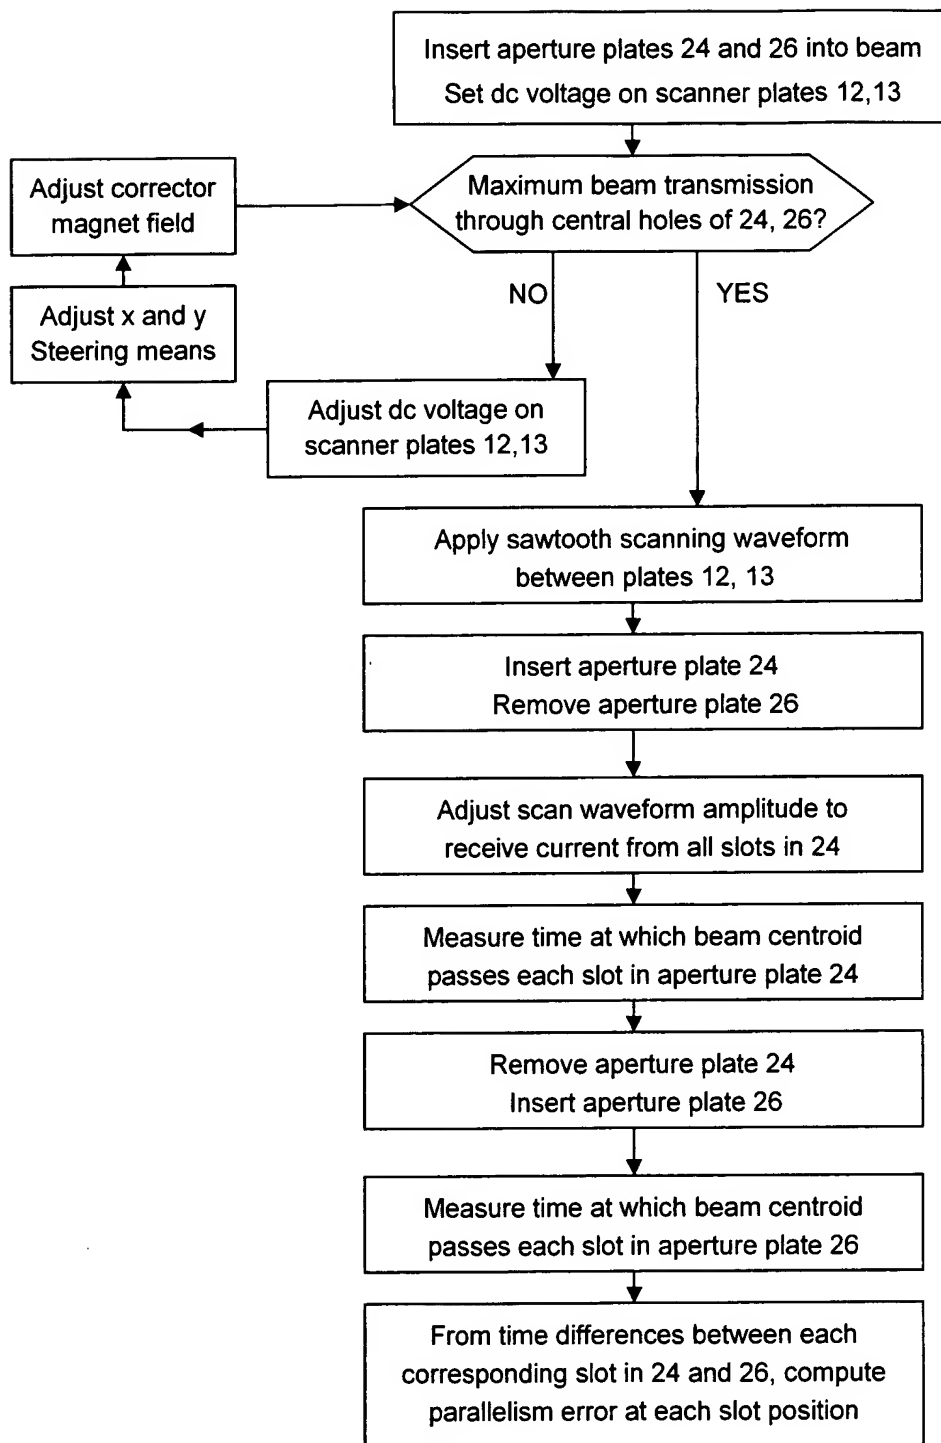 Insert aperture plates 24 and 26 into beam
Set dc voltage on scanner plates 12,13
Adjust corrector
magnet field
Maximum beam transmission
through central holes of 24, 26?
NO
YES
Adjust x and y
Steering means
Adjust dc voltage on
scanner plates 12,13
Apply sawtooth scanning waveform
between plates 12, 13
Insert aperture plate 24
Remove aperture plate 26
Adjust scan waveform amplitude to
receive current from all slots in 24
Measure time at which beam centroid
passes each slot in aperture plate 24
Remove aperture plate 24
Insert aperture plate 26
Measure time at which beam centroid
passes each slot in aperture plate 26
From time differences between each
corresponding slot in 24 and 26, compute
parallelism error at each slot position